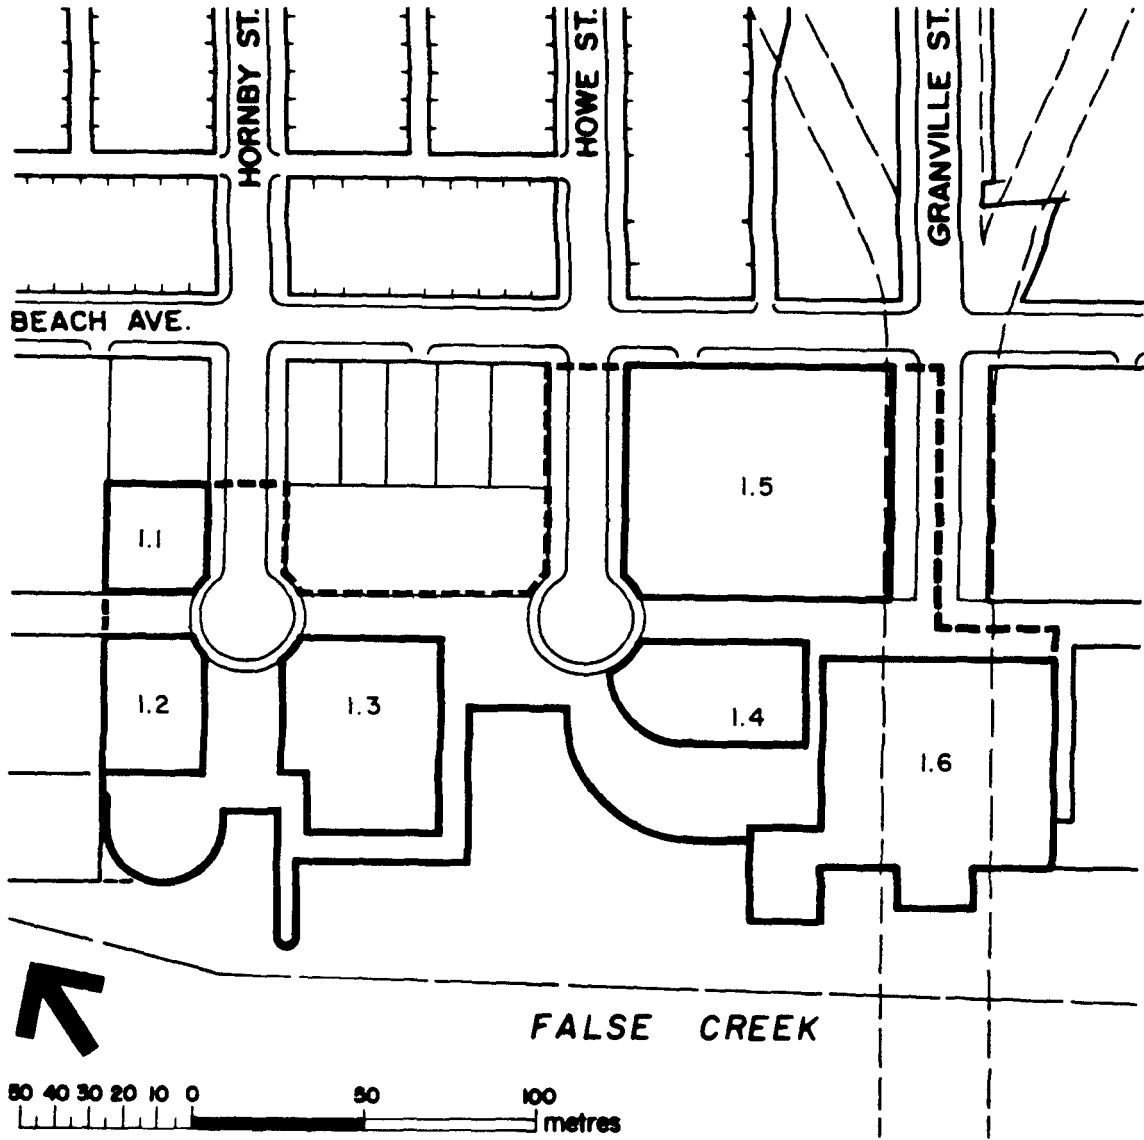 HORNBY ST.
HOWE ST.
GRANVILLE ST.
BEACH AVE.
1.5
1.1
1.2
1.3
1.4
1.6
FALSE CREEK
50 40 30 20 10 0 50 100
metres